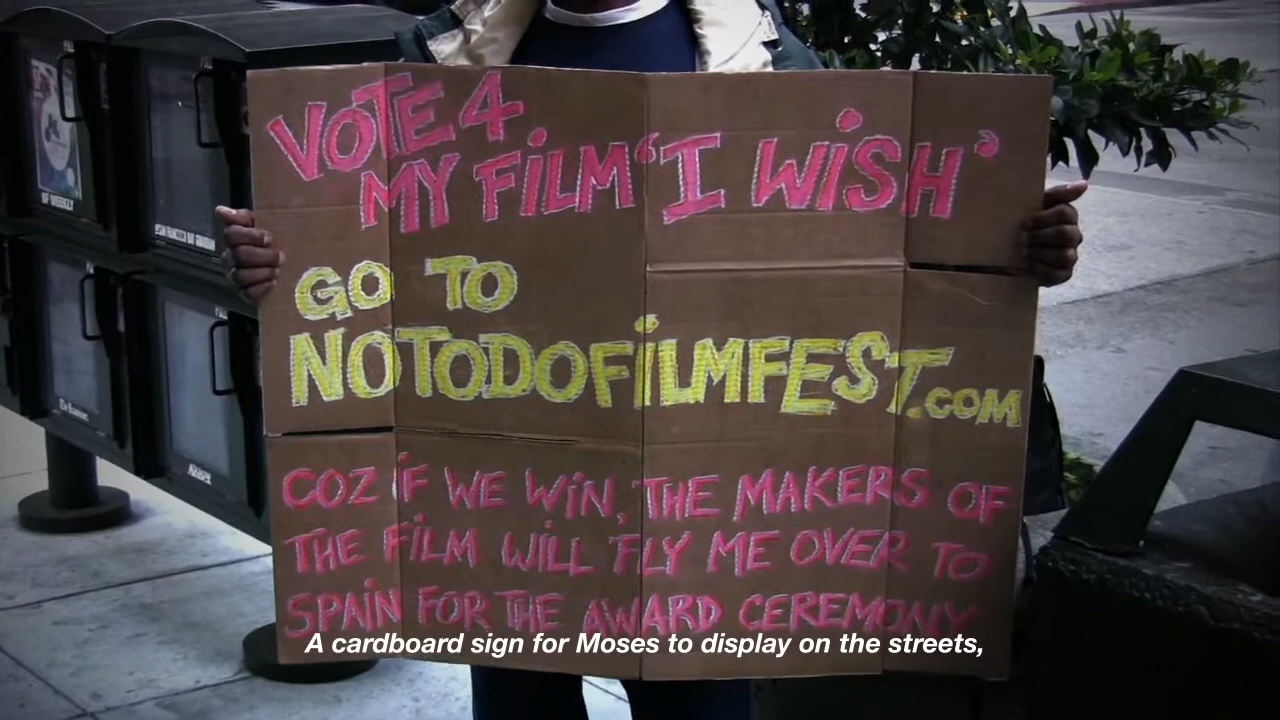 VOTE 4
MY FiLM 'I WiSH'
GO TO
NOTODOFiLMFEST.COM
COZ iF WE WiN, THE MAKERS OF
THE FiLM WiLL FLY ME OVER TO
SPAiN FOR THE AWARD CEREMONY
A cardboard sign for Moses to display on the streets,